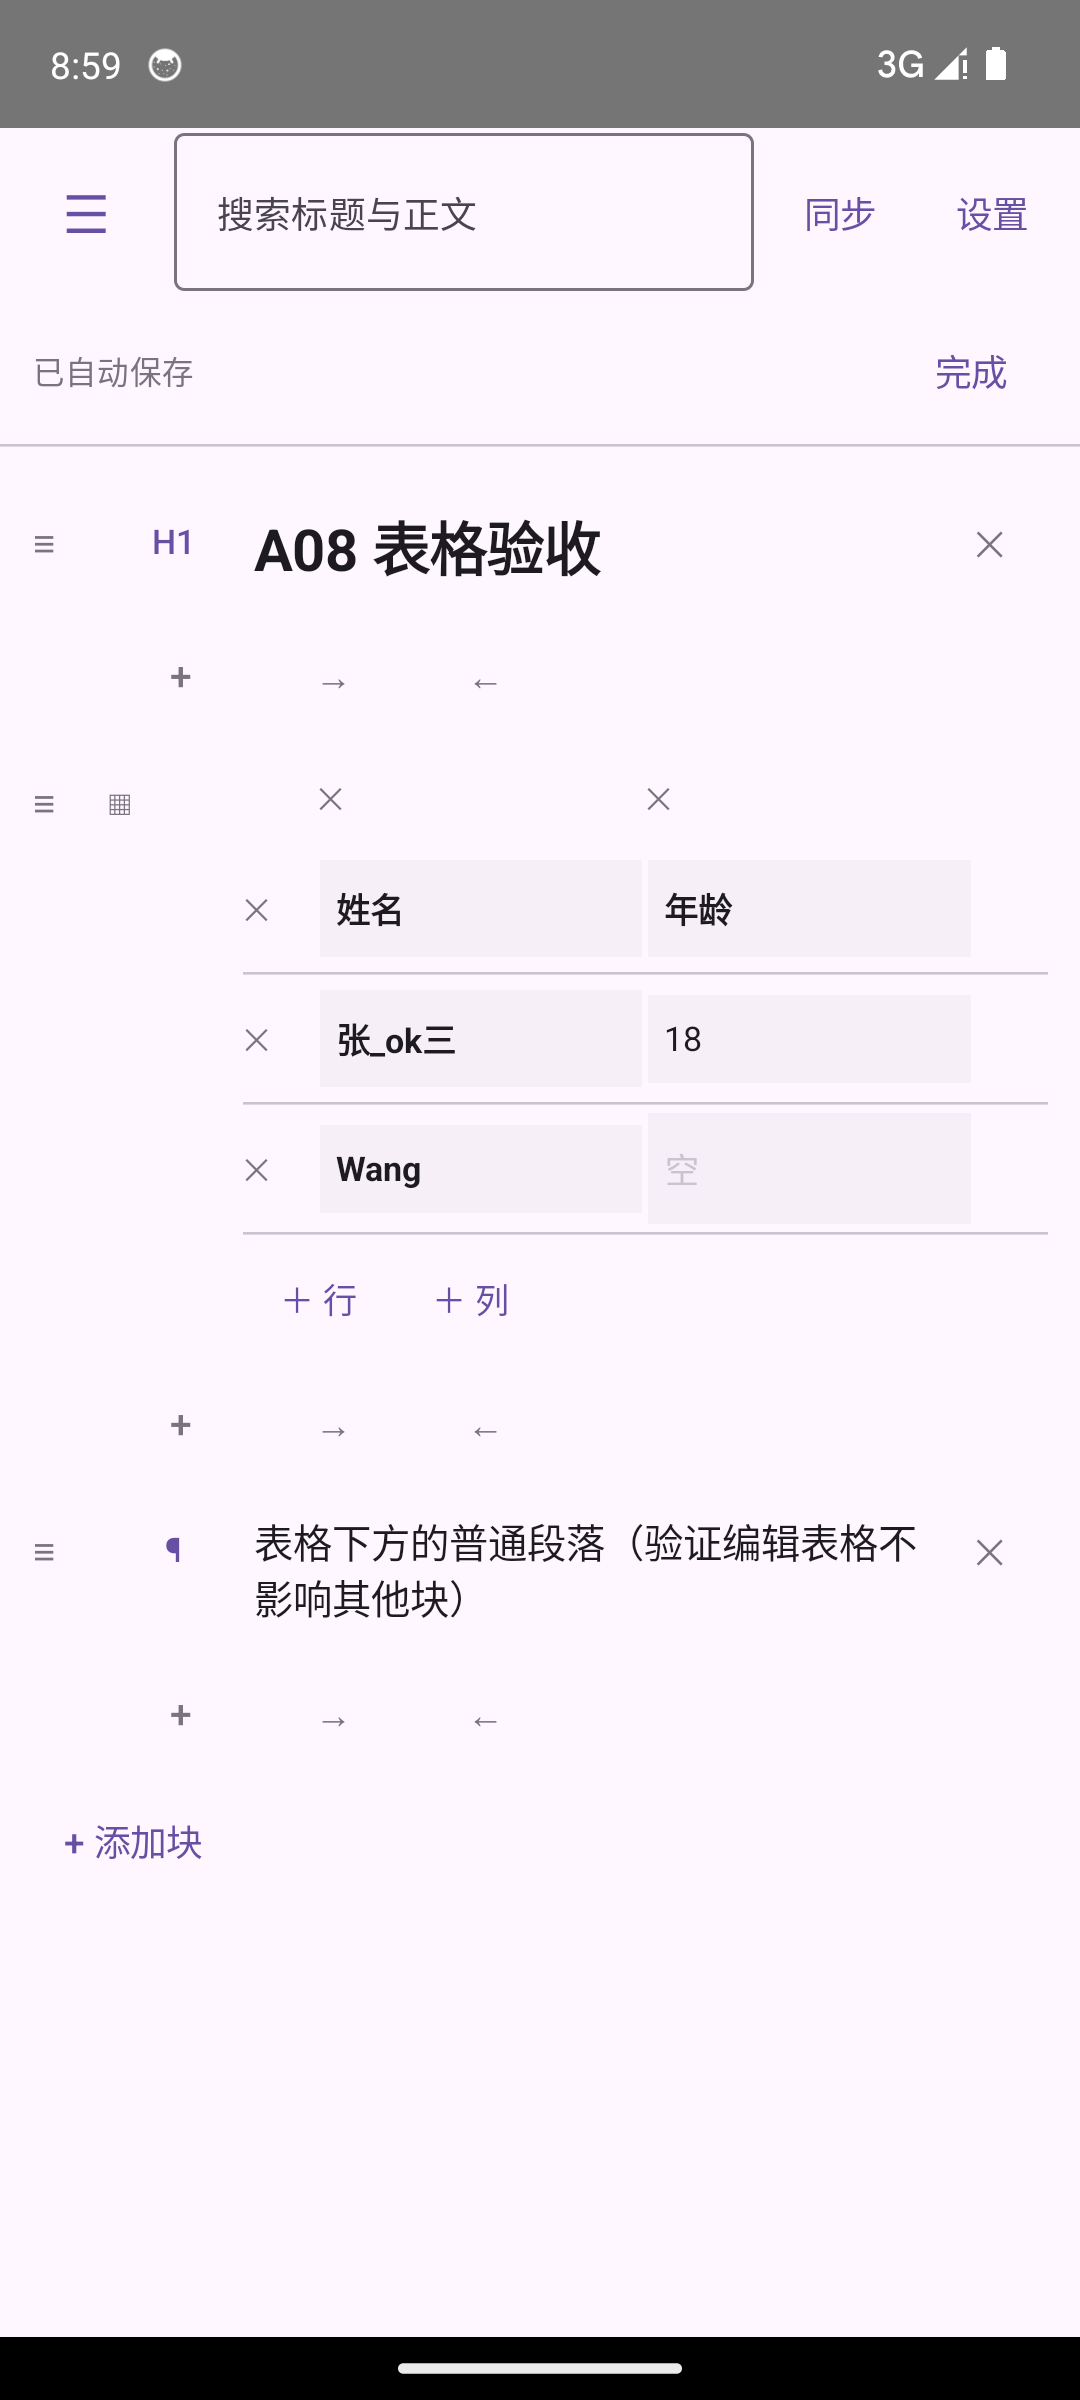 8:59
3G
搜索标题与正文
同步
设置
已自动保存
完成
H1
A08 表格验收
×
+ → ←
× ×
× 姓名 年龄
× 张_ok三 18
× Wang 空
+ 行 + 列
+ → ←
¶
表格下方的普通段落（验证编辑表格不
影响其他块）
×
+ → ←
+ 添加块